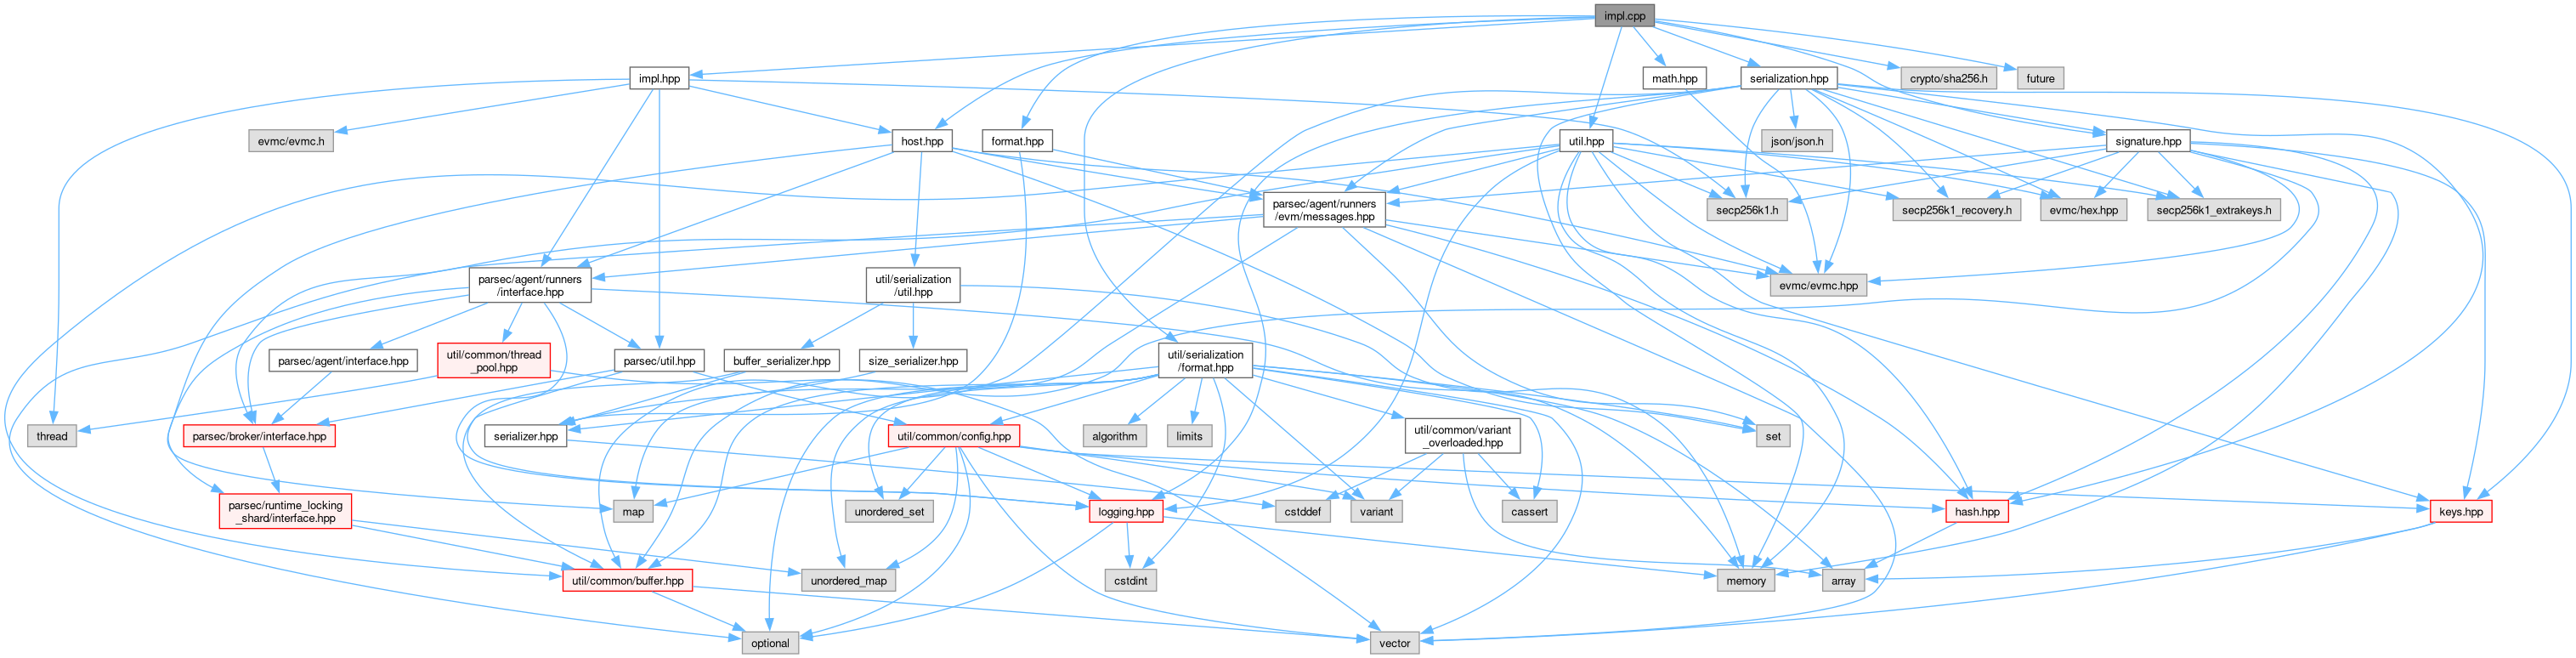 impl.cpp
impl.hpp
math.hpp
serialization.hpp
crypto/sha256.h
future
evmc/evmc.h
host.hpp
format.hpp
util.hpp
json/json.h
signature.hpp
parsec/agent/runners
/evm/messages.hpp
secp256k1.h
secp256k1_recovery.h
evmc/hex.hpp
secp256k1_extrakeys.h
parsec/agent/runners
/interface.hpp
util/serialization
/util.hpp
evmc/evmc.hpp
parsec/agent/interface.hpp
util/common/thread
_pool.hpp
parsec/util.hpp
buffer_serializer.hpp
size_serializer.hpp
util/serialization
/format.hpp
thread
parsec/broker/interface.hpp
serializer.hpp
util/common/config.hpp
algorithm
limits
util/common/variant
_overloaded.hpp
set
parsec/runtime_locking
_shard/interface.hpp
map
unordered_set
logging.hpp
cstddef
variant
cassert
hash.hpp
keys.hpp
util/common/buffer.hpp
unordered_map
cstdint
memory
array
optional
vector